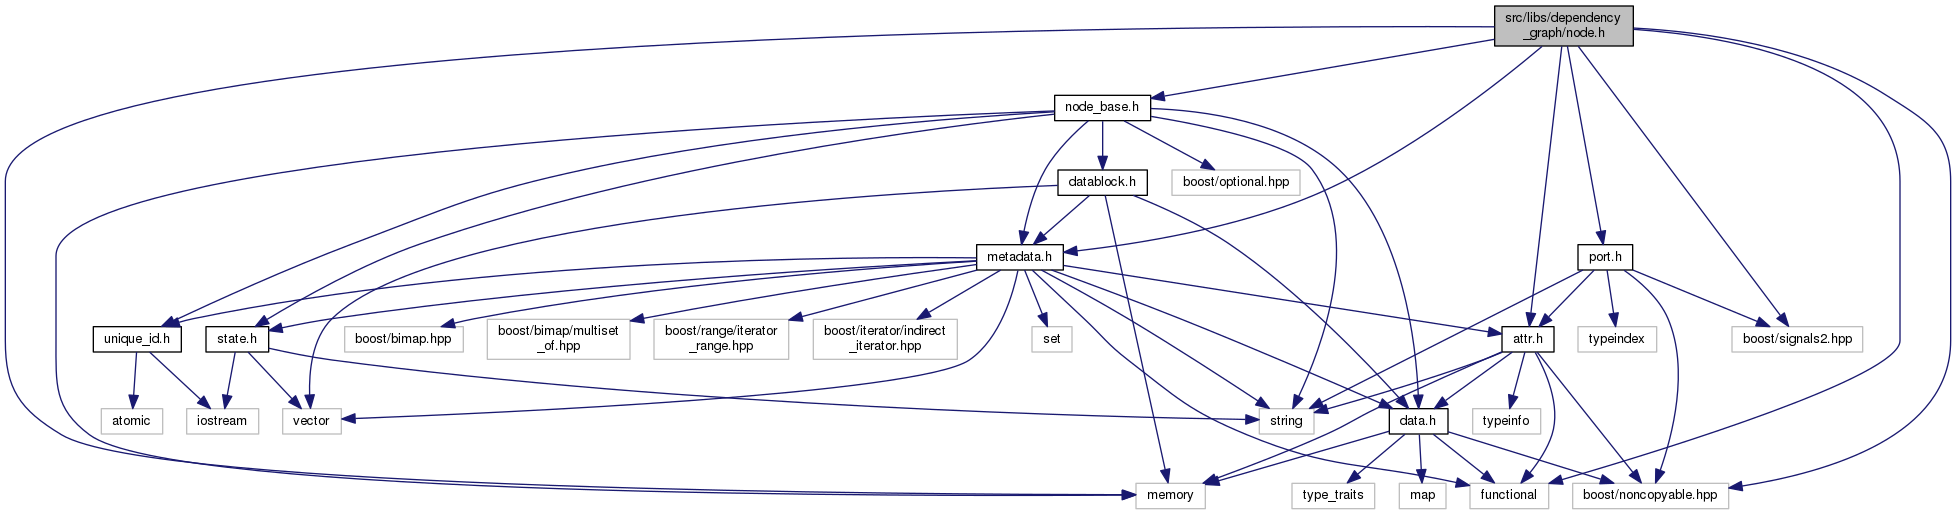 src/libs/dependency
_graph/node.h
node_base.h
datablock.h
boost/optional.hpp
metadata.h
port.h
unique_id.h
state.h
boost/bimap.hpp
boost/bimap/multiset
_of.hpp
boost/range/iterator
_range.hpp
boost/iterator/indirect
_iterator.hpp
set
attr.h
typeindex
boost/signals2.hpp
atomic
iostream
vector
string
data.h
typeinfo
memory
type_traits
map
functional
boost/noncopyable.hpp